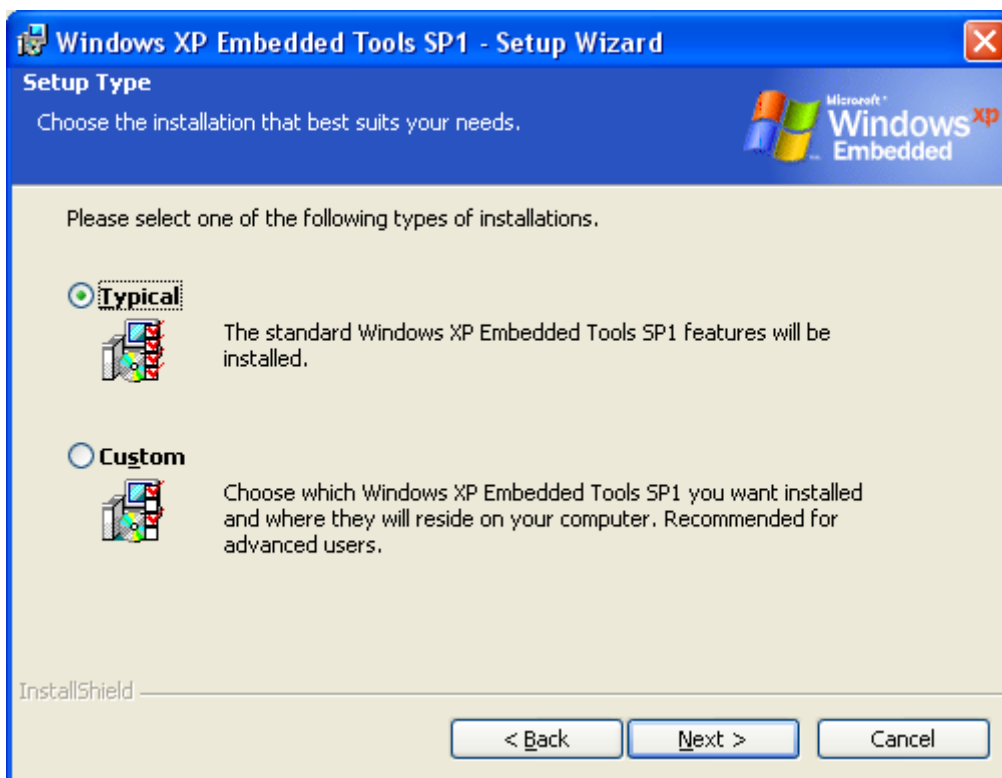 Windows XP Embedded Tools SP1 - Setup Wizard
Setup Type
Choose the installation that best suits your needs.
Microsoft
Windows xp
Embedded
Please select one of the following types of installations.
Typical
The standard Windows XP Embedded Tools SP1 features will be
installed.
Custom
Choose which Windows XP Embedded Tools SP1 you want installed
and where they will reside on your computer. Recommended for
advanced users.
InstallShield
< Back
Next >
Cancel